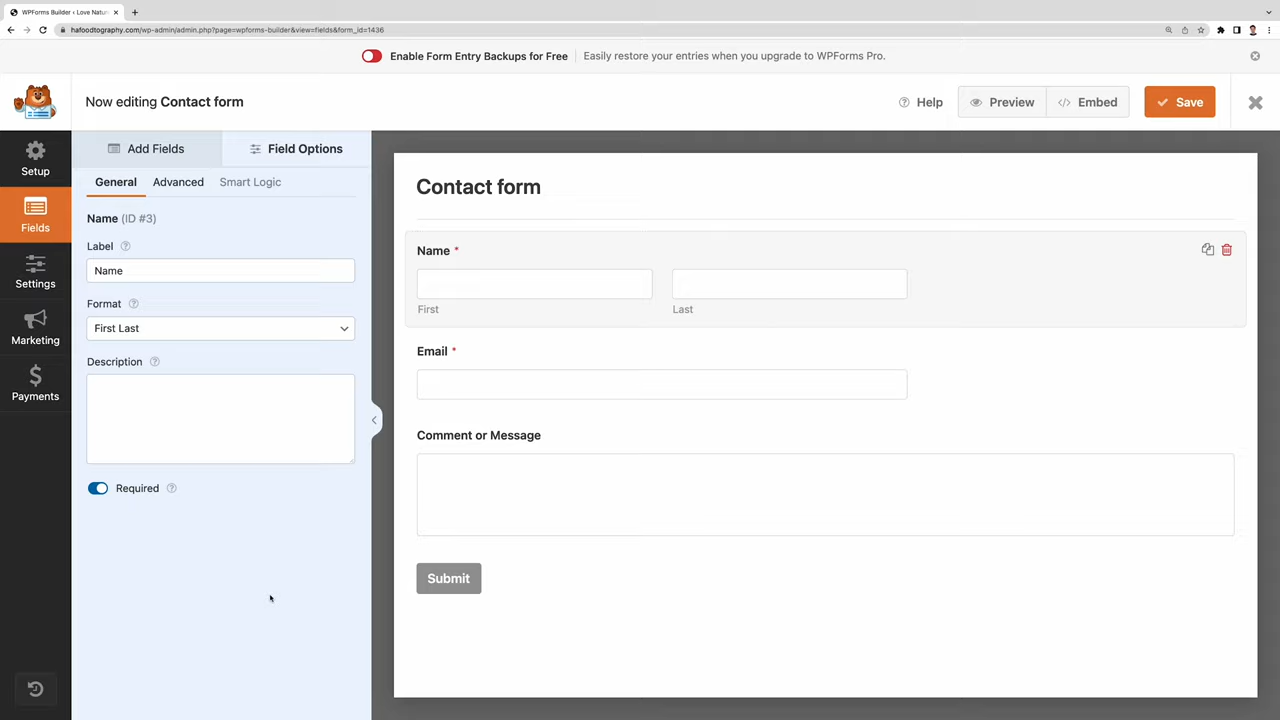 WPForms Builder ‹ Love Natu
hafoodtography.com/wp-admin/admin.php?page=wpforms-builder&view=fields&form_id=1436
Enable Form Entry Backups for Free
Easily restore your entries when you upgrade to WPForms Pro.
Now editing Contact form
Help
Preview
Embed
Save
Setup
Fields
Settings
Marketing
Payments
Add Fields
Field Options
General
Advanced
Smart Logic
Name (ID #3)
Label
Name
Format
First Last
Description
Required
Contact form
Name *
First
Last
Email *
Comment or Message
Submit